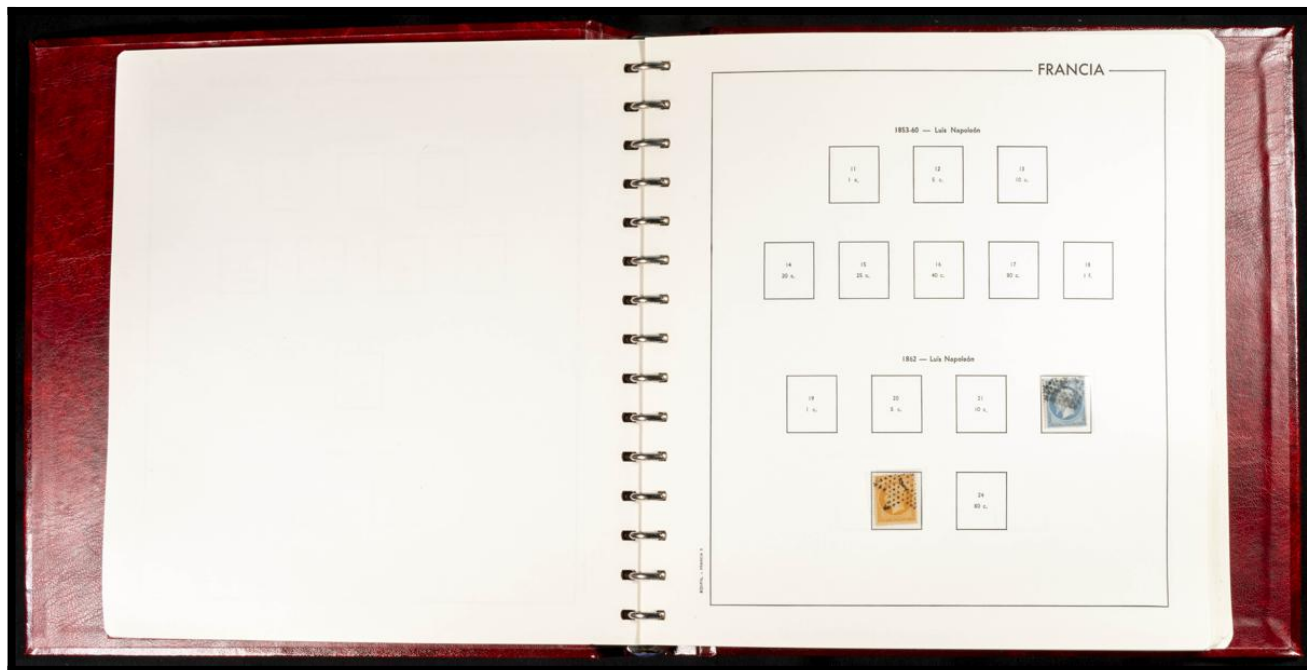 FRANCIA
1853-60 — Luis Napoleón
11
1 c.
12
5 c.
13
10 c.
14
20 c.
15
25 c.
16
40 c.
17
80 c.
18
1 f.
1862 — Luis Napoleón
19
1 c.
20
5 c.
21
10 c.
24
80 c.